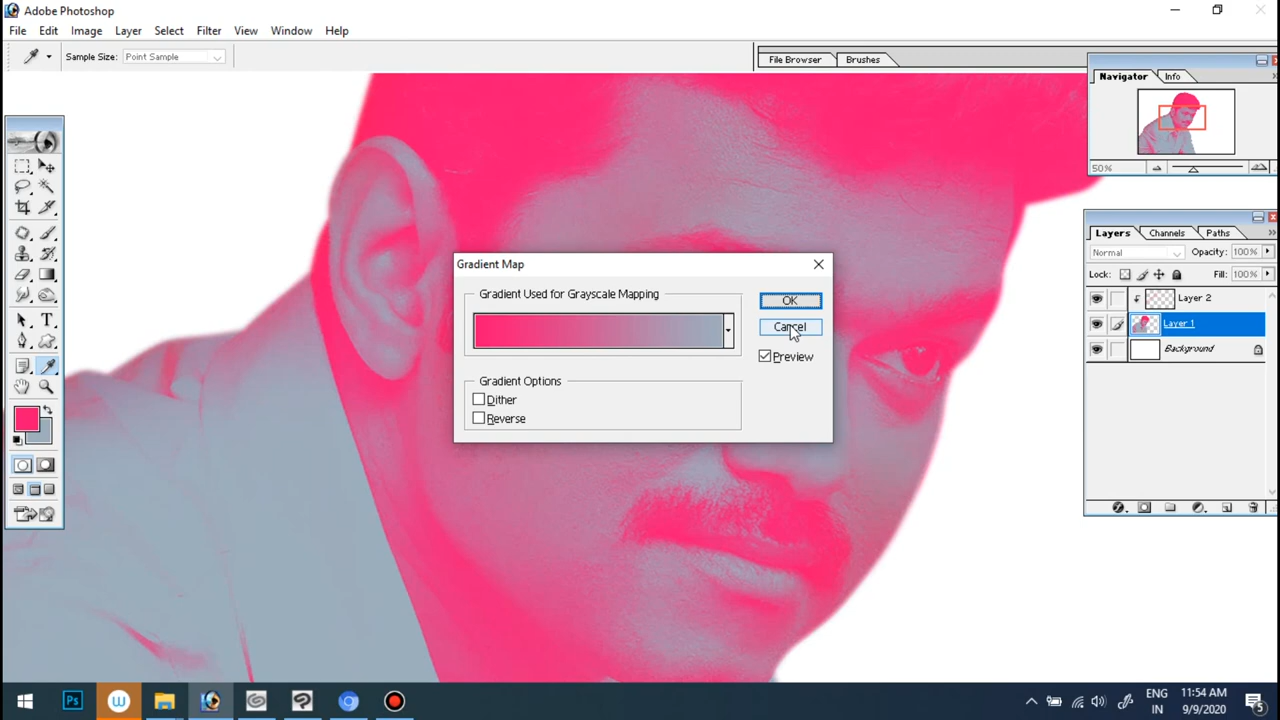 Adobe Photoshop
File Edit Image Layer Select Filter View Window Help
Sample Size: Point Sample
File Browser Brushes
Navigator Info
50%
Gradient Map
Gradient Used for Grayscale Mapping
OK
Cancel
Preview
Gradient Options
Dither
Reverse
Layers Channels Paths
Normal Opacity: 100%
Lock: Fill: 100%
Layer 2
Layer 1
Background
T
Ps W
ENG 11:54 AM
IN 9/9/2020 5